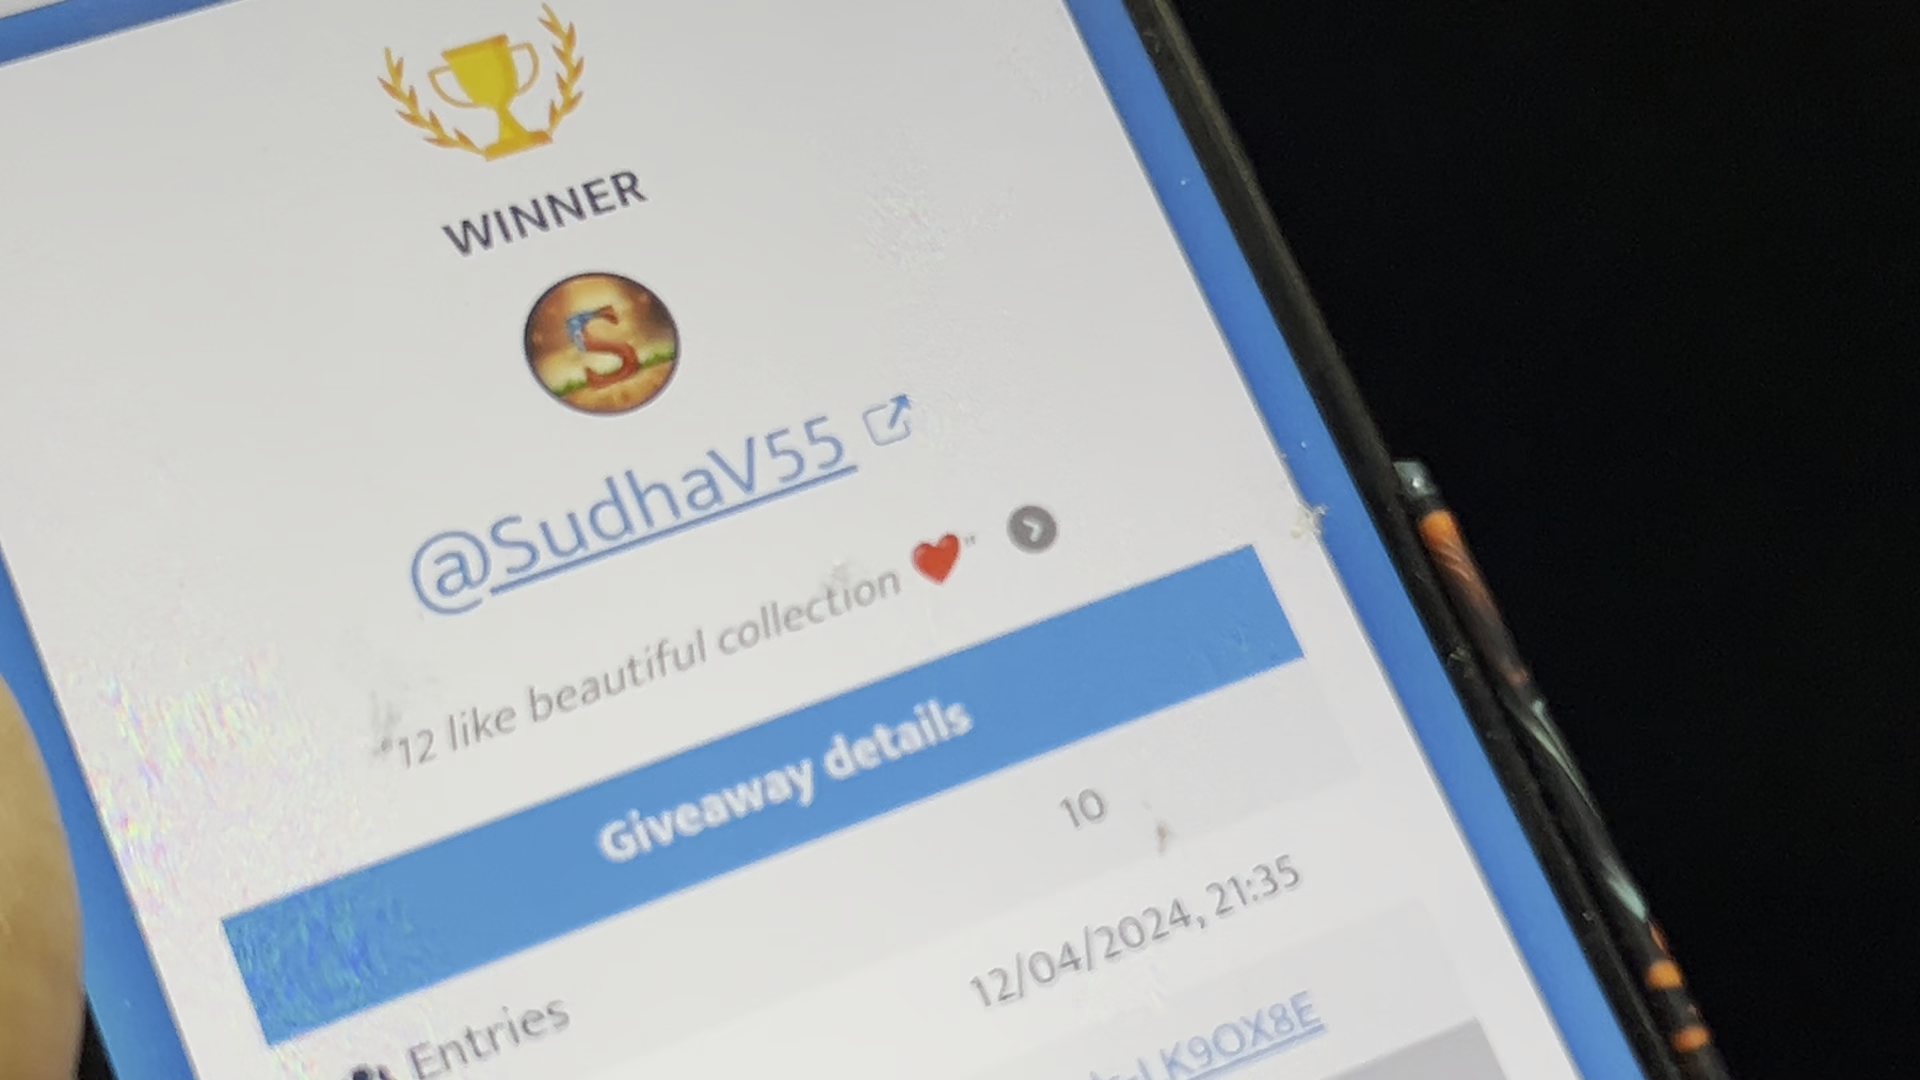 WINNER
S
@SudhaV55
"12 like beautiful collection ❤️"
Giveaway details
Entries 10
12/04/2024, 21:35
K9OX8E